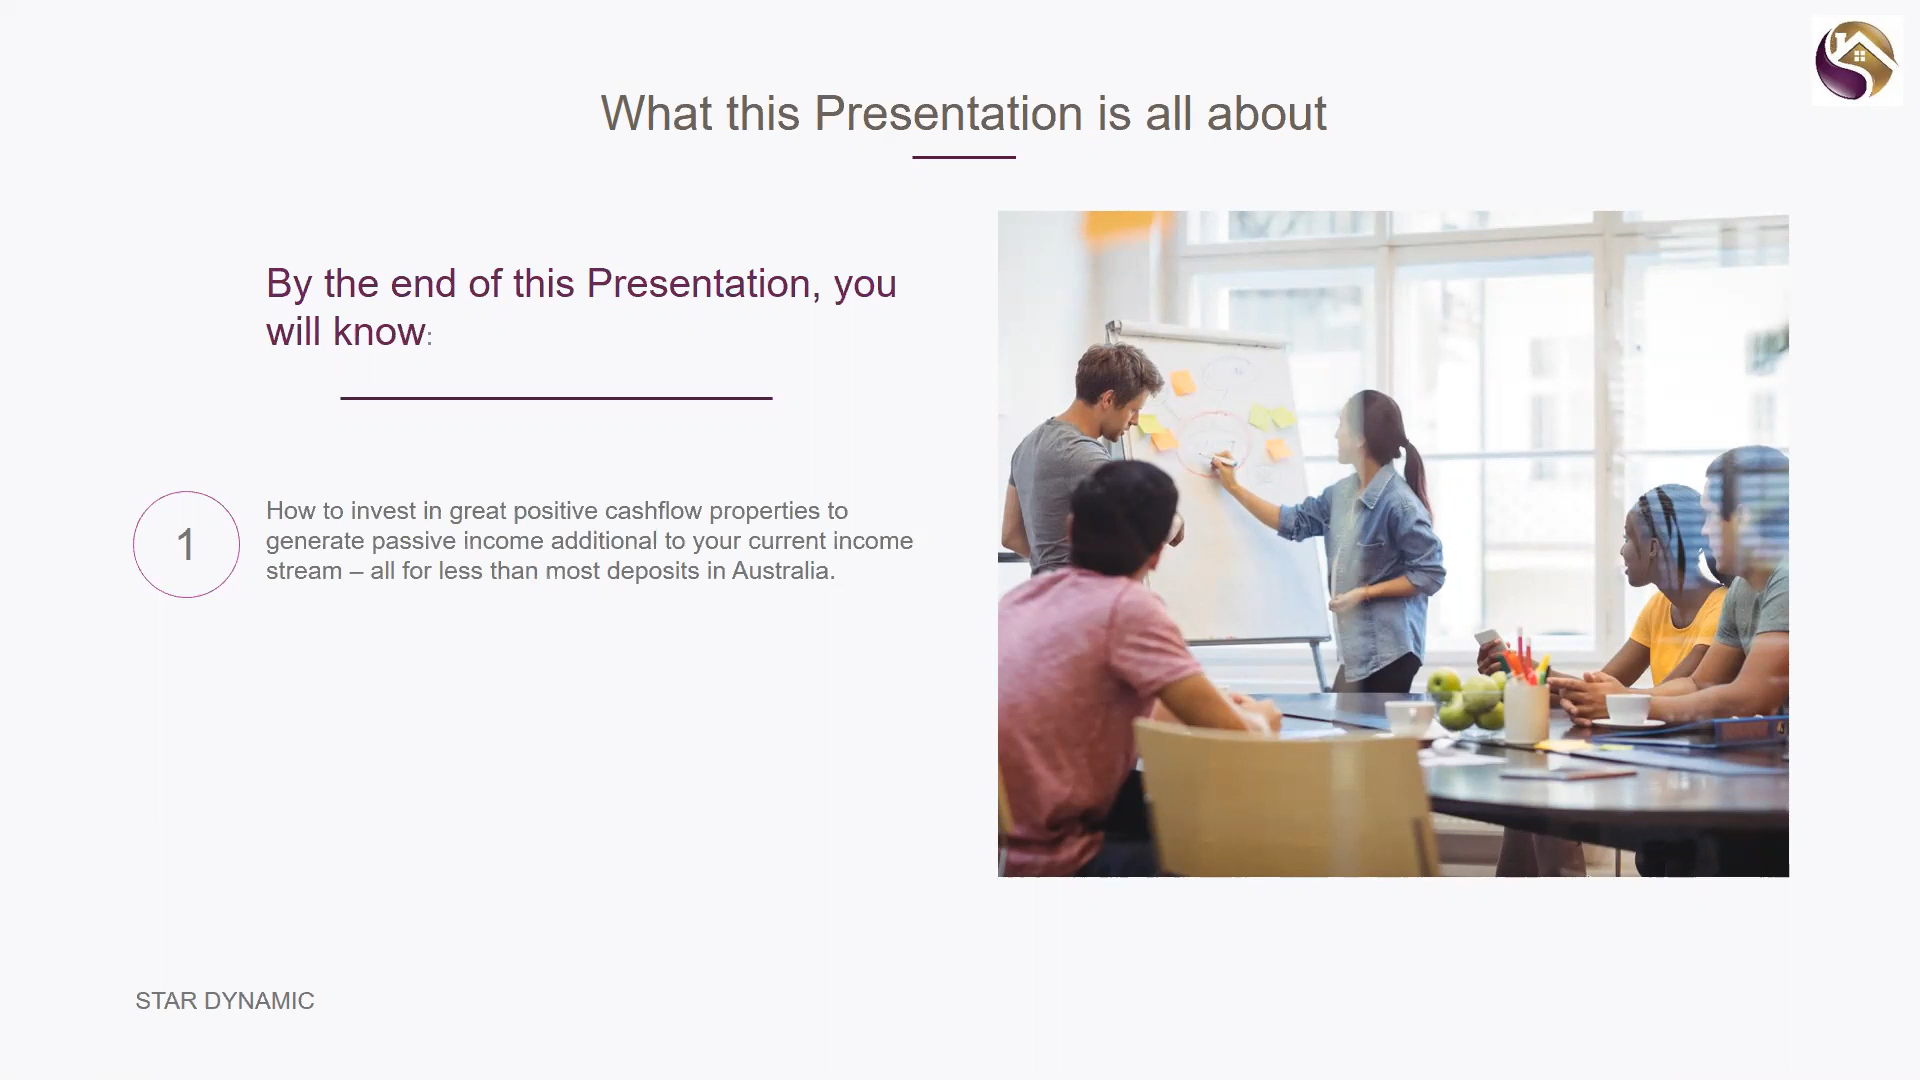 What this Presentation is all about
By the end of this Presentation, you
will know:
1
How to invest in great positive cashflow properties to
generate passive income additional to your current income
stream – all for less than most deposits in Australia.
STAR DYNAMIC